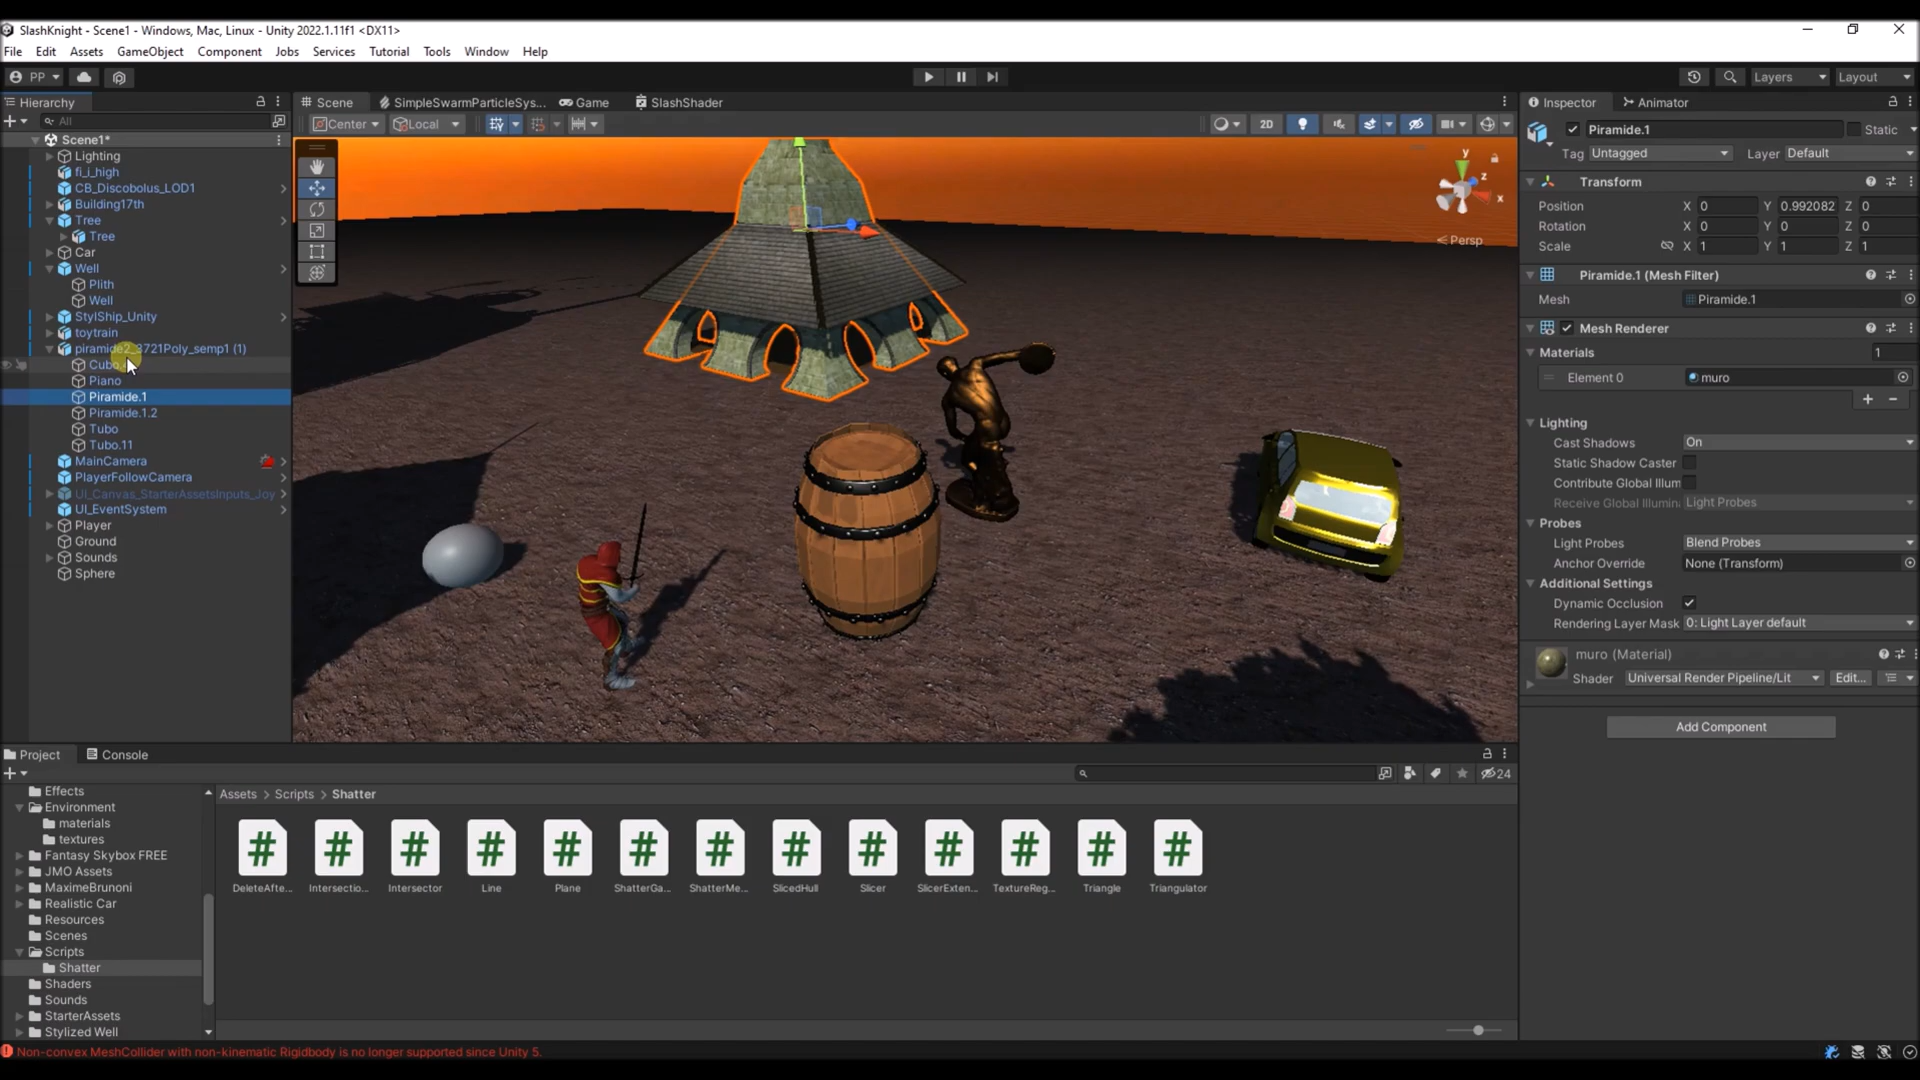 SlashKnight - Scene1 - Windows, Mac, Linux - Unity 2022.1.11f1 <DX11>
File Edit Assets GameObject Component Jobs Services Tutorial Tools Window Help
PP Layers Layout
Hierarchy
All
Scene1*
Lighting
fi_i_high
CB_Discobolus_LOD1
Building17th
Tree
Tree
Car
Well
Plith
Well
StylShip_Unity
toytrain
piramide2_3721Poly_semp1 (1)
Cubo
Piano
Piramide.1
Piramide.1.2
Tubo
Tubo.11
MainCamera
PlayerFollowCamera
UI_Canvas_StarterAssetsInputs_Joy
UI_EventSystem
Player
Ground
Sounds
Sphere
Scene SimpleSwarmParticleSys... Game SlashShader
Center Local 2D
y
z
x
< Persp
Inspector Animator
Piramide.1 Static
Tag Untagged Layer Default
Transform
Position X 0 Y 0.992082 Z 0
Rotation X 0 Y 0 Z 0
Scale X 1 Y 1 Z 1
Piramide.1 (Mesh Filter)
Mesh Piramide.1
Mesh Renderer
Materials 1
Element 0 muro
Lighting
Cast Shadows On
Static Shadow Caster
Contribute Global Illum
Receive Global Illumin Light Probes
Probes
Light Probes Blend Probes
Anchor Override None (Transform)
Additional Settings
Dynamic Occlusion
Rendering Layer Mask 0: Light Layer default
muro (Material)
Shader Universal Render Pipeline/Lit Edit...
Add Component
Project Console
24
Effects
Environment
materials
textures
Fantasy Skybox FREE
JMO Assets
MaximeBrunoni
Realistic Car
Resources
Scenes
Scripts
Shatter
Shaders
Sounds
StarterAssets
Stylized Well
Assets > Scripts > Shatter
DeleteAfte... Intersectio... Intersector Line Plane ShatterGa... ShatterMe... SlicedHull Slicer SlicerExten... TextureReg... Triangle Triangulator
Non-convex MeshCollider with non-kinematic Rigidbody is no longer supported since Unity 5.